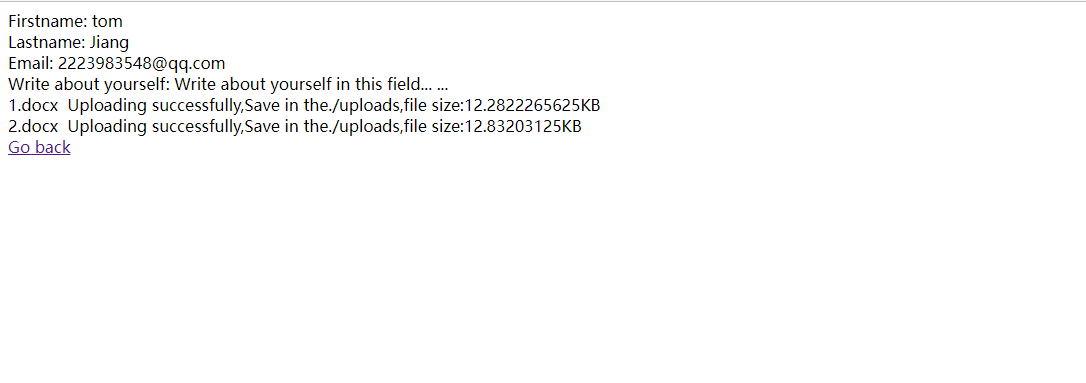 Firstname: tom
Lastname: Jiang
Email: 2223983548@qq.com
Write about yourself: Write about yourself in this field... ...
1.docx  Uploading successfully,Save in the./uploads,file size:12.2822265625KB
2.docx  Uploading successfully,Save in the./uploads,file size:12.83203125KB
Go back